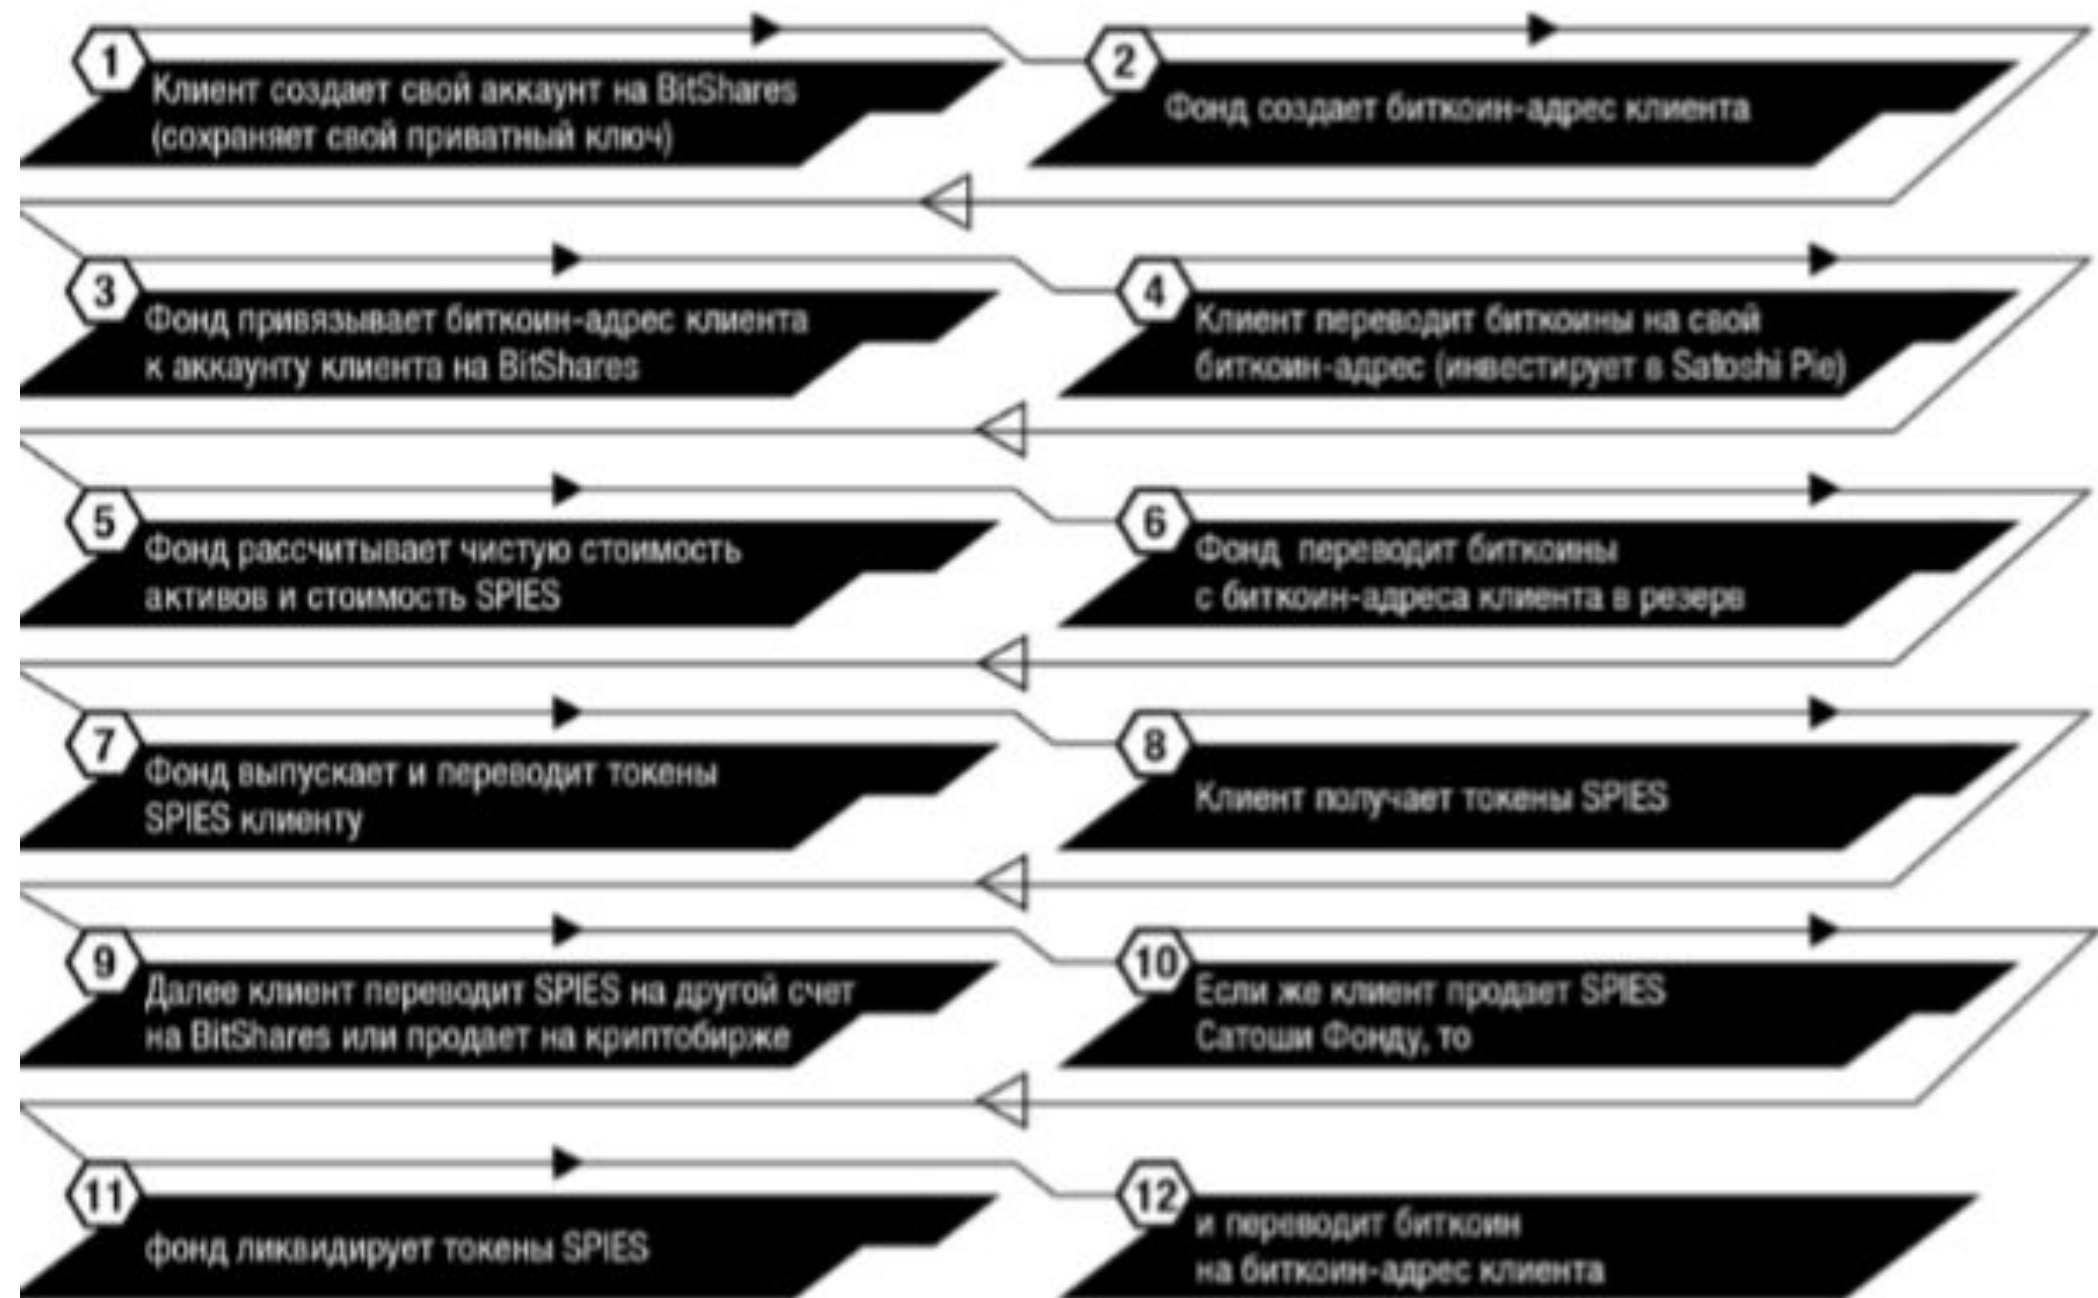 1
Клиент создает свой аккаунт на BitShares
(сохраняет свой приватный ключ)
2
Фонд создает биткоин-адрес клиента
3
Фонд привязывает биткоин-адрес клиента
к аккаунту клиента на BitShares
4
Клиент переводит биткоины на свой
биткоин-адрес (инвестирует в Satoshi Pie)
5
Фонд рассчитывает чистую стоимость
активов и стоимость SPIES
6
Фонд переводит биткоины
с биткоин-адреса клиента в резерв
7
Фонд выпускает и переводит токены
SPIES клиенту
8
Клиент получает токены SPIES
9
Далее клиент переводит SPIES на другой счет
на BitShares или продает на криптобирже
10
Если же клиент продает SPIES
Сатоши Фонду, то
11
фонд ликвидирует токены SPIES
12
и переводит биткоин
на биткоин-адрес клиента